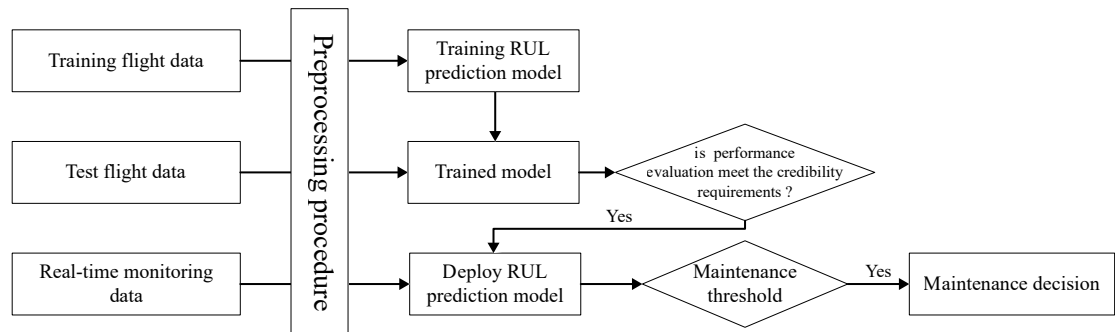 Training flight data
Preprocessing procedure
Training RUL
prediction model
Test flight data
Trained model
is performance
evaluation meet the credibility
requirements ?
Yes
Real-time monitoring
data
Deploy RUL
prediction model
Maintenance
threshold
Yes
Maintenance decision